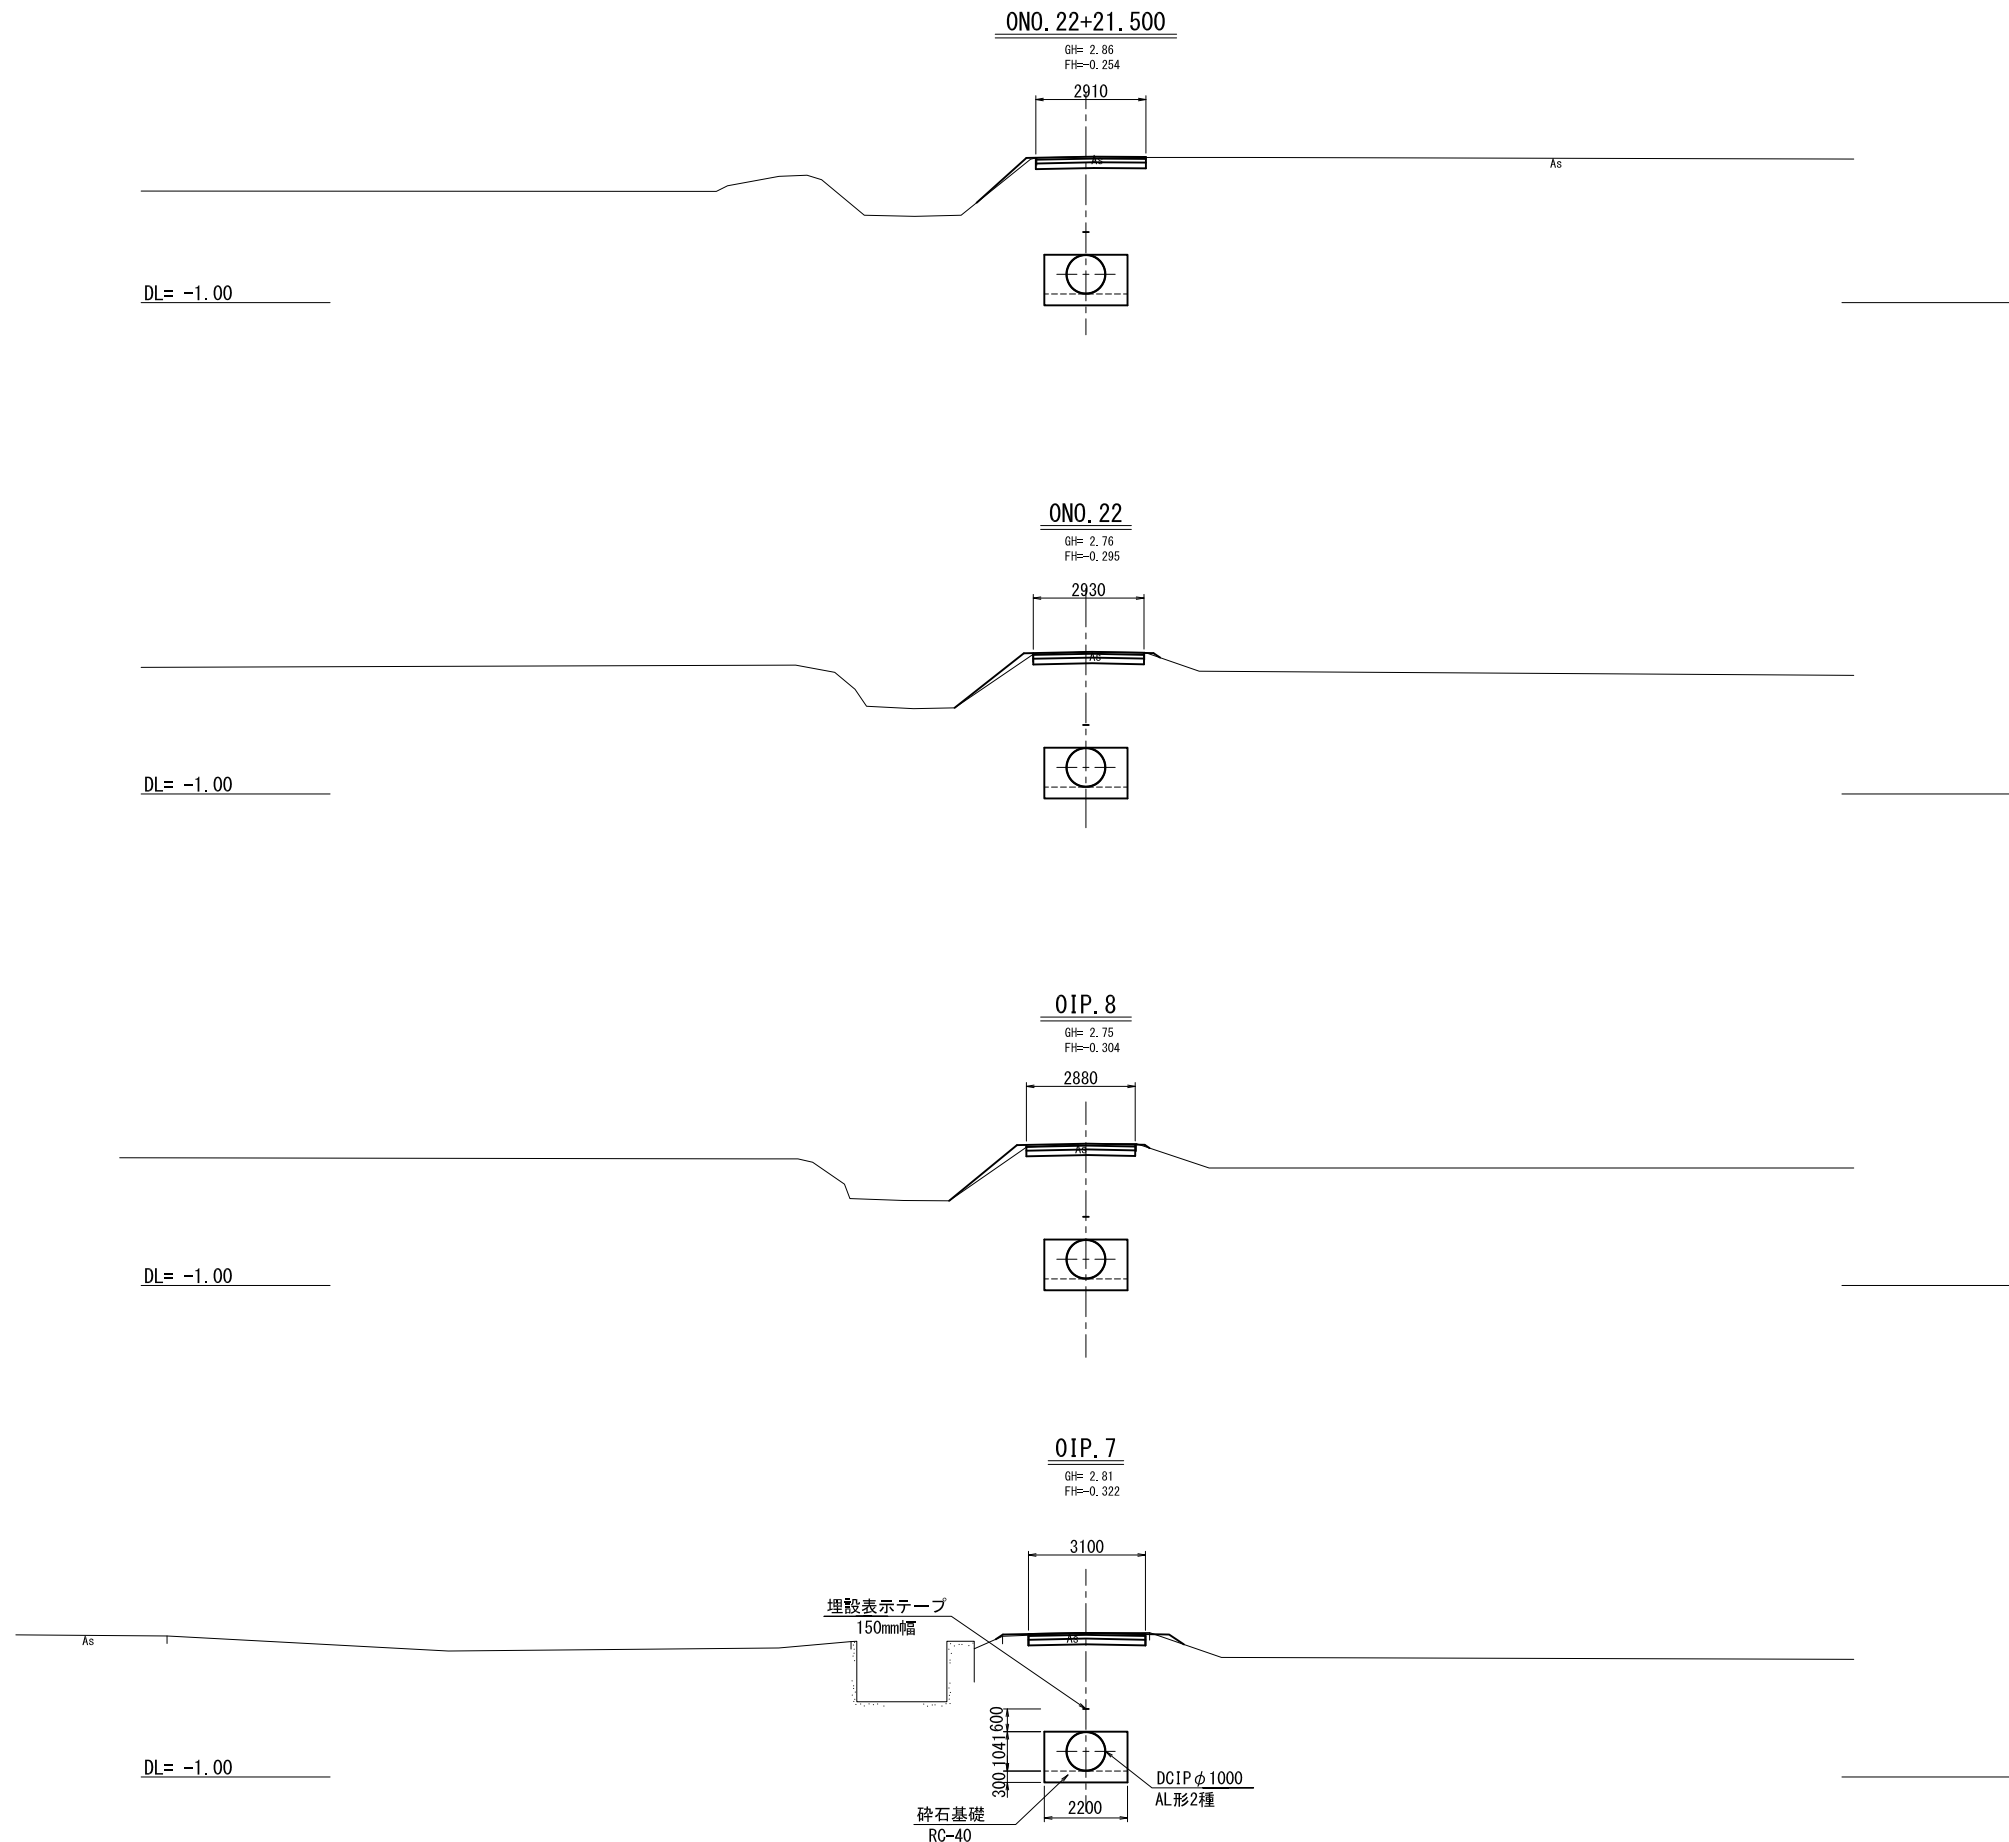 ONO.22+21.500
GH= 2.86
FH=-0.254
2910
As
As
DL= -1.00
ONO.22
GH= 2.76
FH=-0.295
2930
As
DL= -1.00
OIP.8
GH= 2.75
FH=-0.304
2880
As
DL= -1.00
OIP.7
GH= 2.81
FH=-0.322
3100
埋設表示テープ
150mm幅
As
As
600
1041
300
DL= -1.00
DCIPφ1000
AL形2種
2200
砕石基礎
RC-40